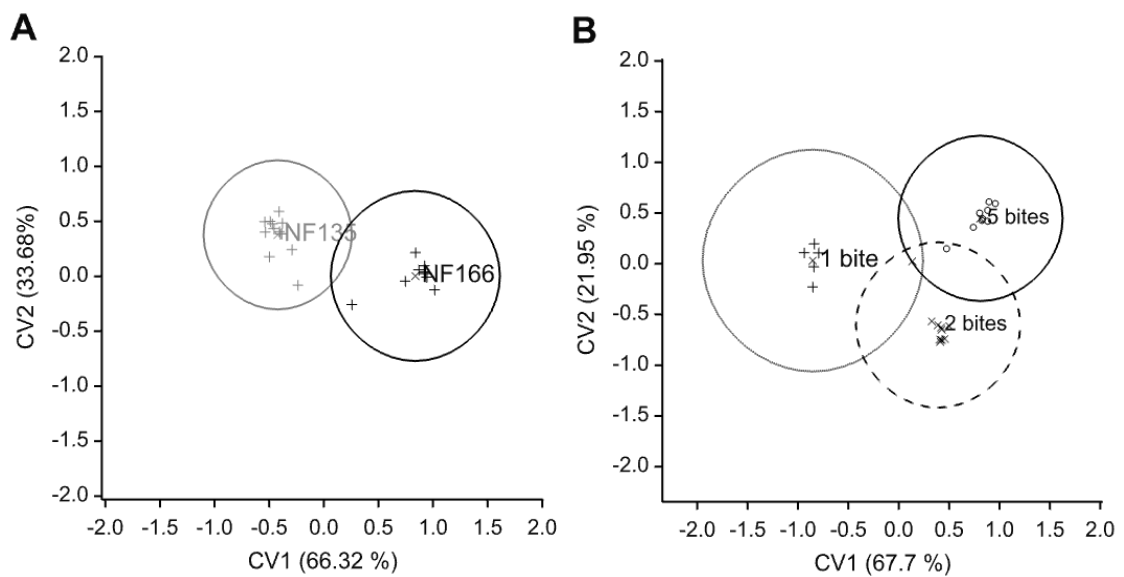 A
2.0
1.5
1.0
0.5
0.0
-0.5
-1.0
-1.5
-2.0
CV2 (33.68%)
NF135
NF166
-2.0 -1.5 -1.0 -0.5 0.0 0.5 1.0 1.5 2.0
CV1 (66.32 %)
B
2.0
1.5
1.0
0.5
0.0
-0.5
-1.0
-1.5
-2.0
CV2 (21.95 %)
5 bites
1 bite
2 bites
-2.0 -1.5 -1.0 -0.5 0.0 0.5 1.0 1.5 2.0
CV1 (67.7 %)